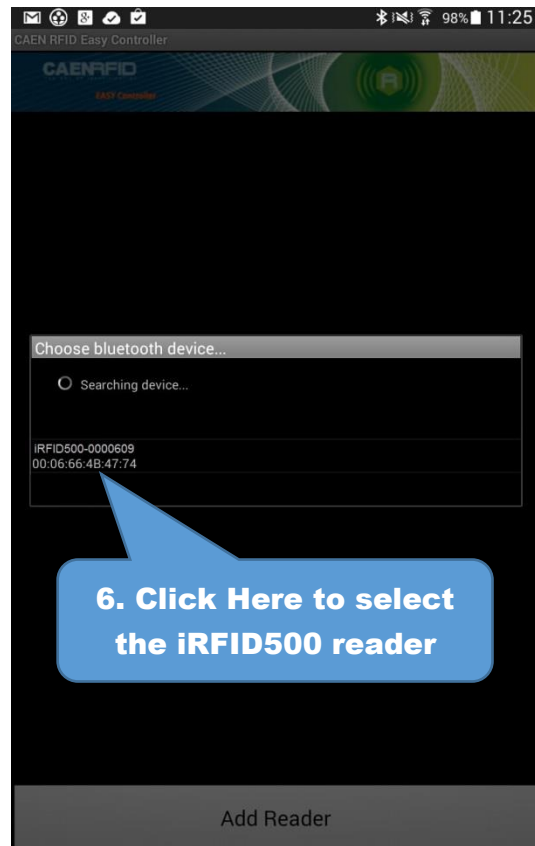 98% 11:25
CAEN RFID Easy Controller
CAENRFID
EASY Controller
R
Choose bluetooth device...
Searching device...
iRFID500-0000609
00:06:66:4B:47:74
6. Click Here to select
the iRFID500 reader
Add Reader